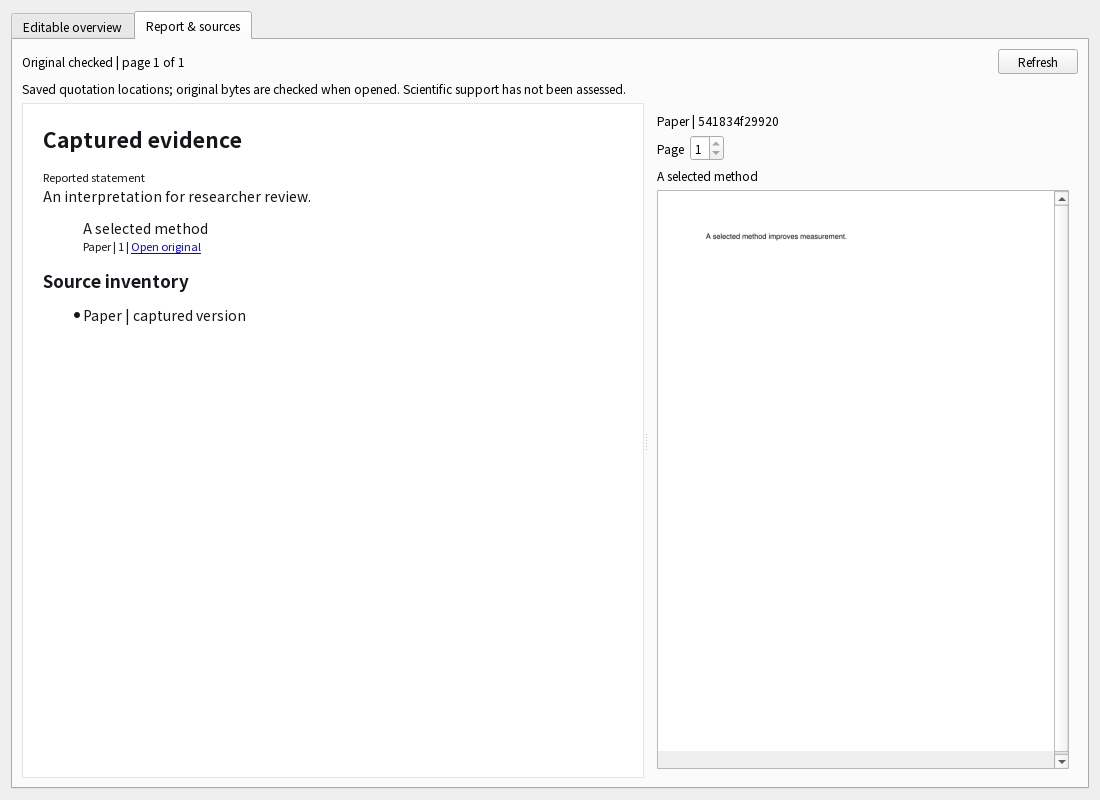 Editable overview
Report & sources
Original checked | page 1 of 1
Refresh
Saved quotation locations; original bytes are checked when opened. Scientific support has not been assessed.
Captured evidence
Reported statement
An interpretation for researcher review.
A selected method
Paper | 1 | Open original
Source inventory
• Paper | captured version
Paper | 541834f29920
Page 1
A selected method
A selected method improves measurement.